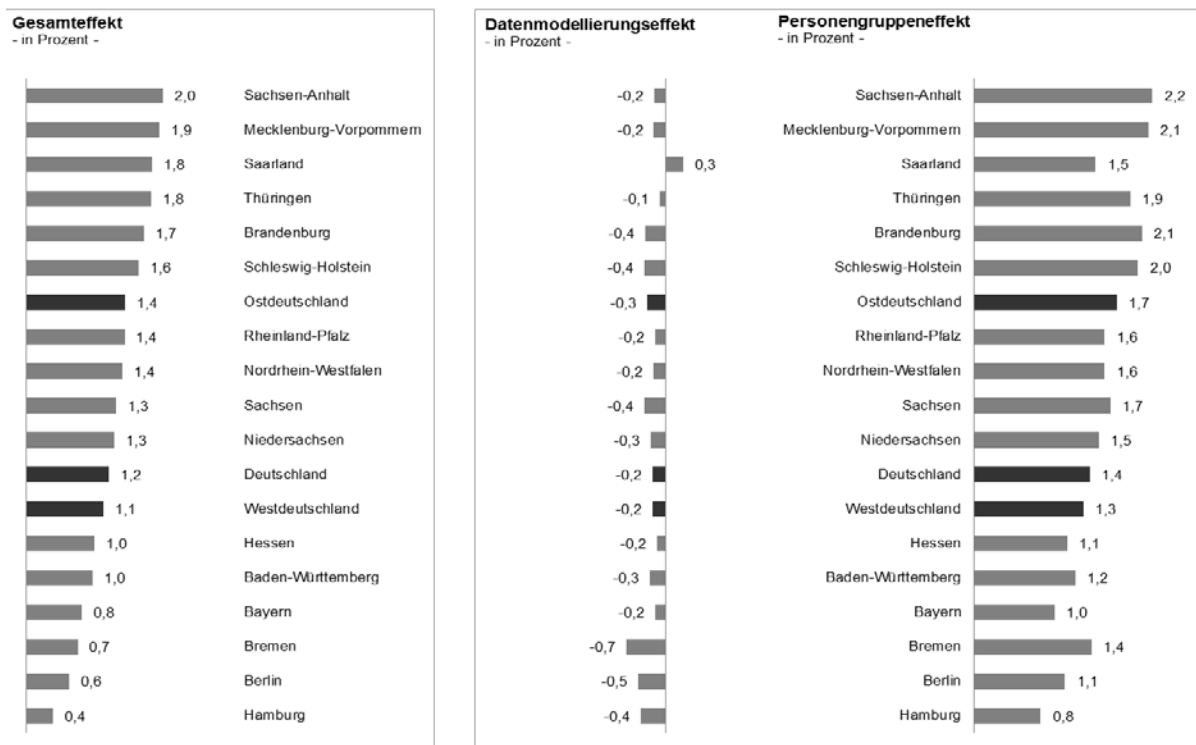 Gesamteffekt
- in Prozent -
2,0 Sachsen-Anhalt
1,9 Mecklenburg-Vorpommern
1,8 Saarland
1,8 Thüringen
1,7 Brandenburg
1,6 Schleswig-Holstein
1,4 Ostdeutschland
1,4 Rheinland-Pfalz
1,4 Nordrhein-Westfalen
1,3 Sachsen
1,3 Niedersachsen
1,2 Deutschland
1,1 Westdeutschland
1,0 Hessen
1,0 Baden-Württemberg
0,8 Bayern
0,7 Bremen
0,6 Berlin
0,4 Hamburg
Datenmodellierungseffekt
- in Prozent -
-0,2
-0,2
0,3
-0,1
-0,4
-0,4
-0,3
-0,2
-0,2
-0,4
-0,3
-0,2
-0,2
-0,2
-0,3
-0,2
-0,7
-0,5
-0,4
Personengruppeneffekt
- in Prozent -
Sachsen-Anhalt 2,2
Mecklenburg-Vorpommern 2,1
Saarland 1,5
Thüringen 1,9
Brandenburg 2,1
Schleswig-Holstein 2,0
Ostdeutschland 1,7
Rheinland-Pfalz 1,6
Nordrhein-Westfalen 1,6
Sachsen 1,7
Niedersachsen 1,5
Deutschland 1,4
Westdeutschland 1,3
Hessen 1,1
Baden-Württemberg 1,2
Bayern 1,0
Bremen 1,4
Berlin 1,1
Hamburg 0,8